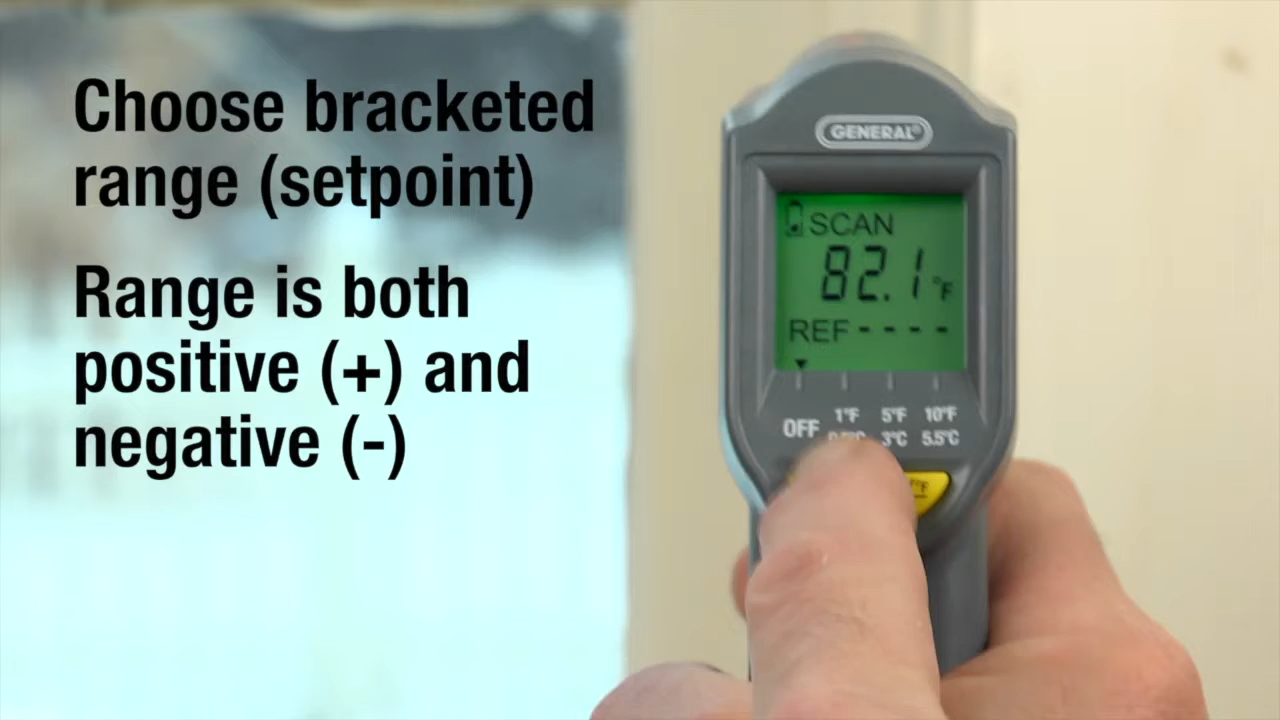 Choose bracketed
range (setpoint)
Range is both
positive (+) and
negative (-)
GENERAL®
SCAN
82.1°F
REF----
OFF 1°F 5°F 10°F
3°C 5.5°C